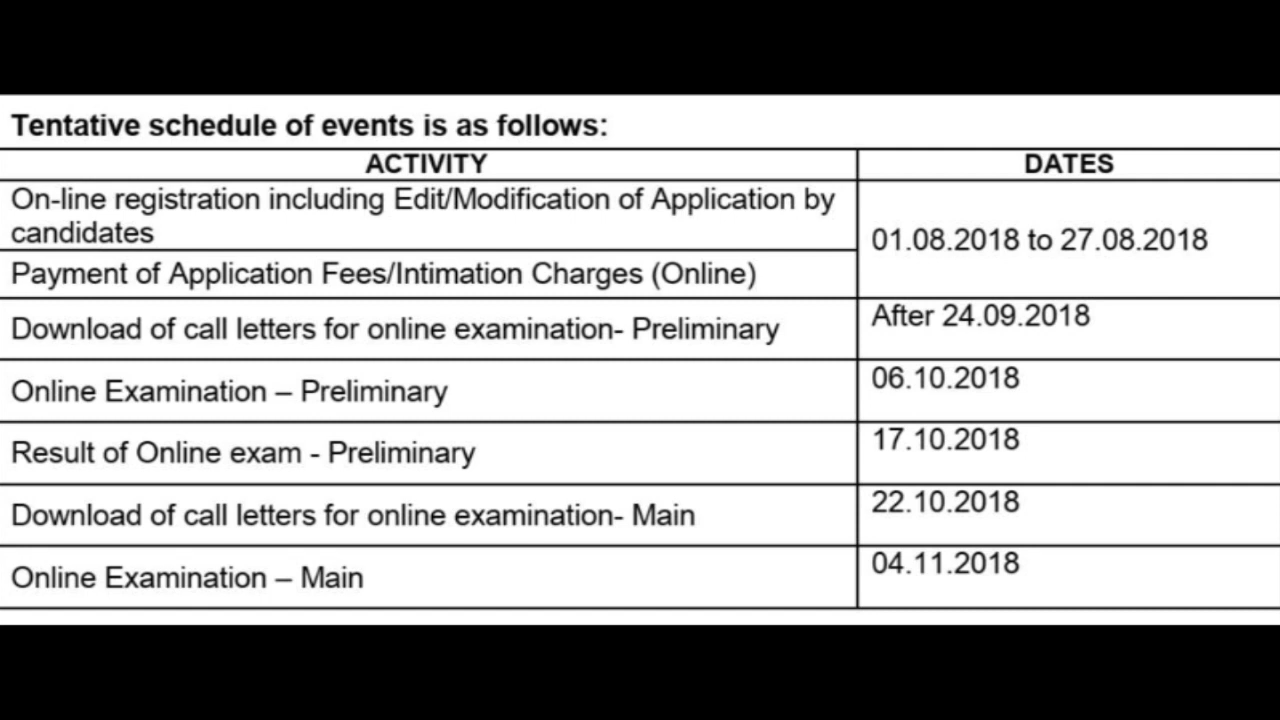 Tentative schedule of events is as follows:
ACTIVITY DATES
On-line registration including Edit/Modification of Application by
candidates
01.08.2018 to 27.08.2018
Payment of Application Fees/Intimation Charges (Online)
Download of call letters for online examination- Preliminary After 24.09.2018
Online Examination – Preliminary 06.10.2018
Result of Online exam - Preliminary 17.10.2018
Download of call letters for online examination- Main 22.10.2018
Online Examination – Main 04.11.2018